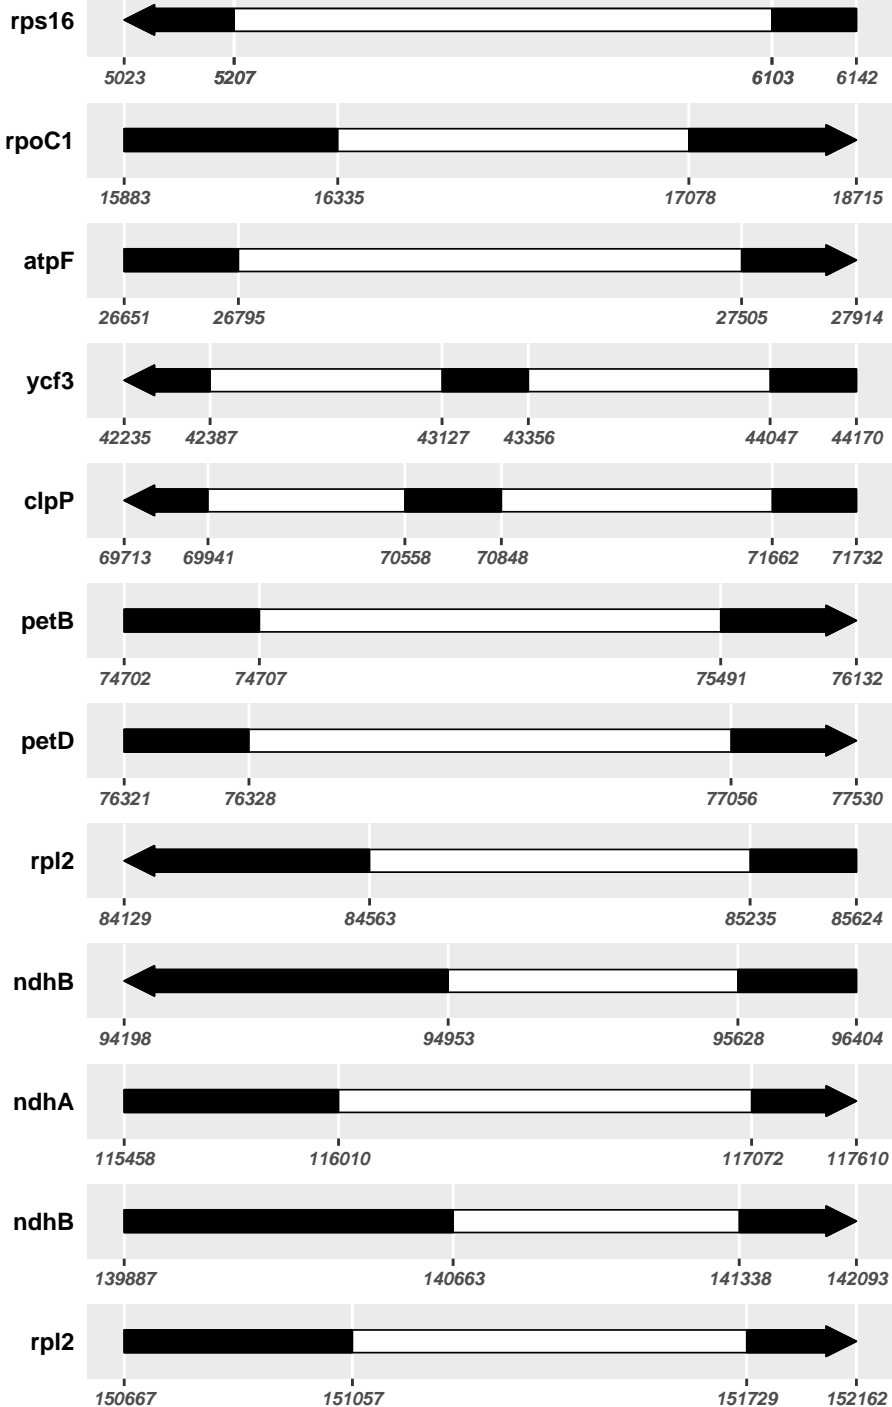 rps16
5023 5207 6103 6142
rpoC1
15883 16335 17078 18715
atpF
26651 26795 27505 27914
ycf3
42235 42387 43127 43356 44047 44170
clpP
69713 69941 70558 70848 71662 71732
petB
74702 74707 75491 76132
petD
76321 76328 77056 77530
rpl2
84129 84563 85235 85624
ndhB
94198 94953 95628 96404
ndhA
115458 116010 117072 117610
ndhB
139887 140663 141338 142093
rpl2
150667 151057 151729 152162